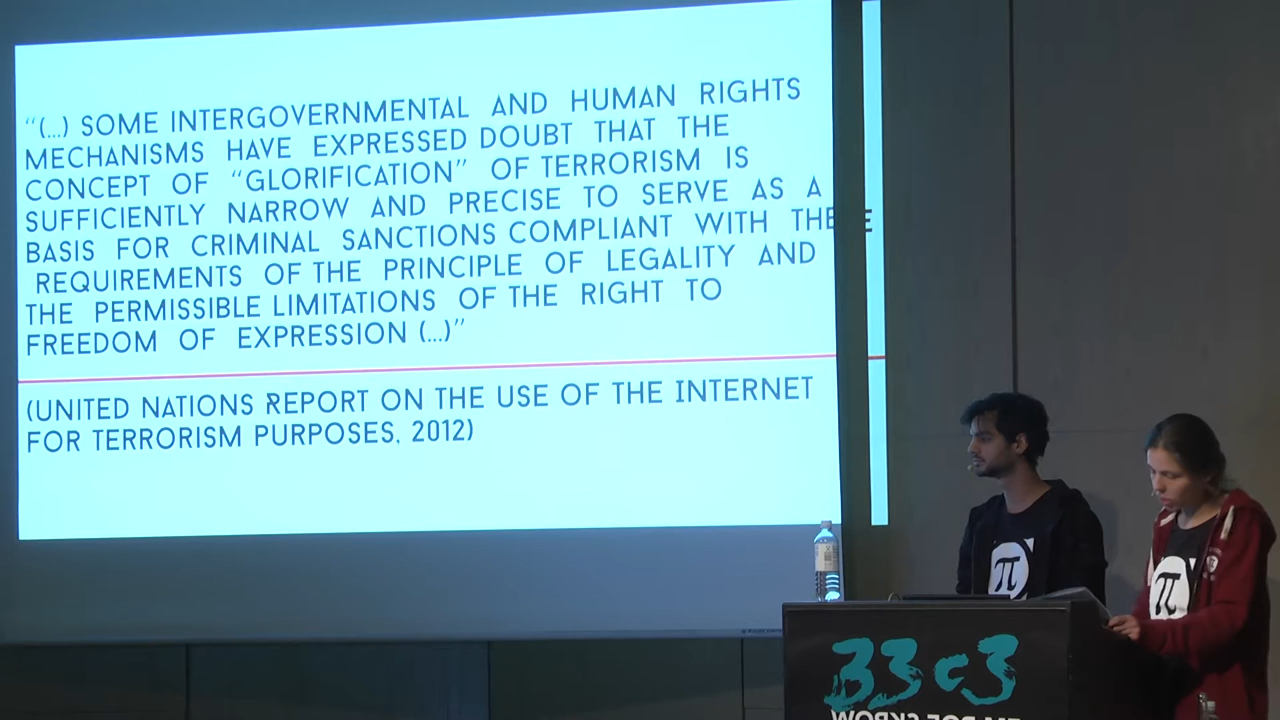 “(...) SOME INTERGOVERNMENTAL AND HUMAN RIGHTS
MECHANISMS HAVE EXPRESSED DOUBT THAT THE
CONCEPT OF “GLORIFICATION” OF TERRORISM IS
SUFFICIENTLY NARROW AND PRECISE TO SERVE AS A
BASIS FOR CRIMINAL SANCTIONS COMPLIANT WITH THE
REQUIREMENTS OF THE PRINCIPLE OF LEGALITY AND
THE PERMISSIBLE LIMITATIONS OF THE RIGHT TO
FREEDOM OF EXPRESSION (...)”
(UNITED NATIONS REPORT ON THE USE OF THE INTERNET
FOR TERRORISM PURPOSES, 2012)
π
π
33c3
WORKS FOR ME